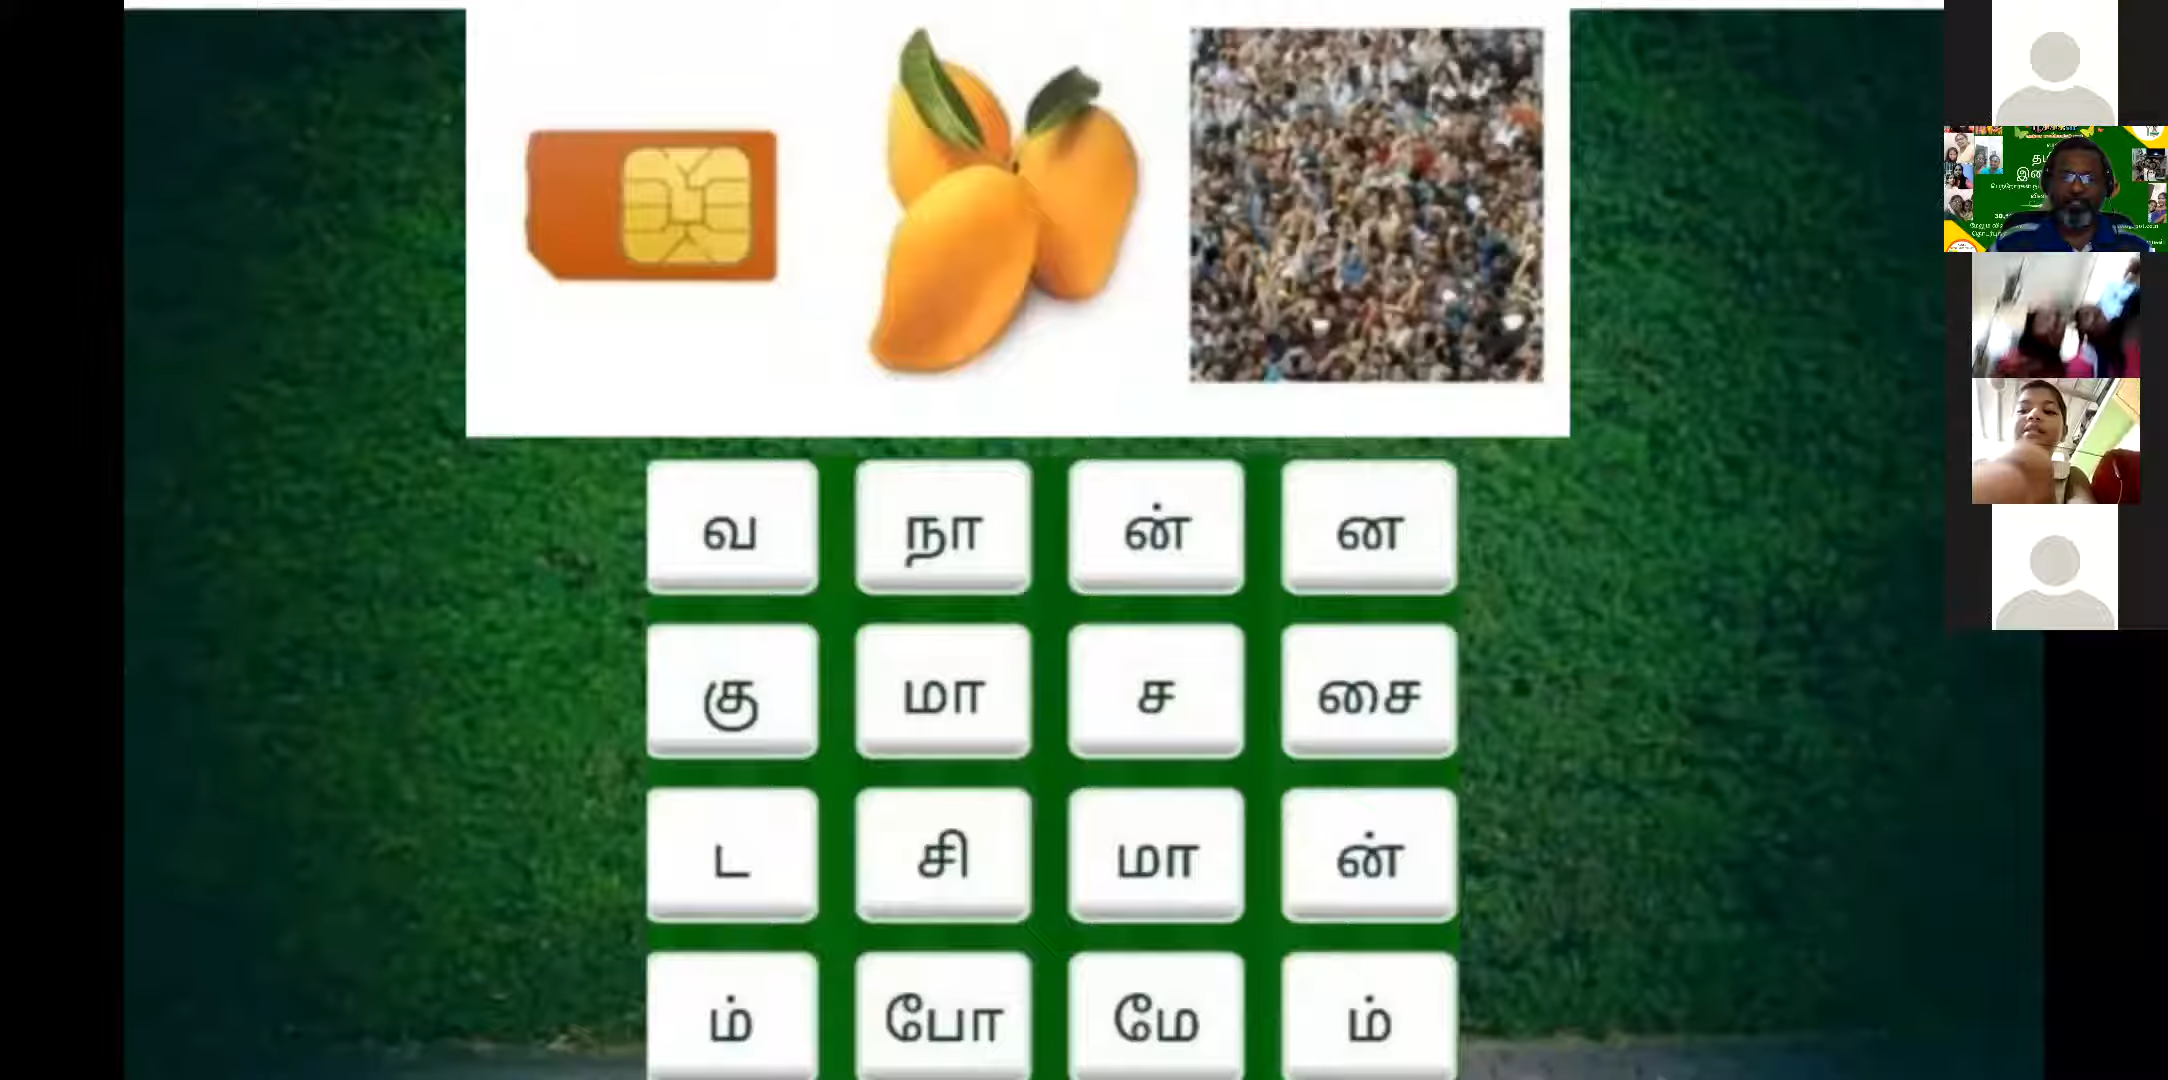 வ நா ன் ன
கு மா ச சை
ட சி மா ன்
ம் போ மே ம்